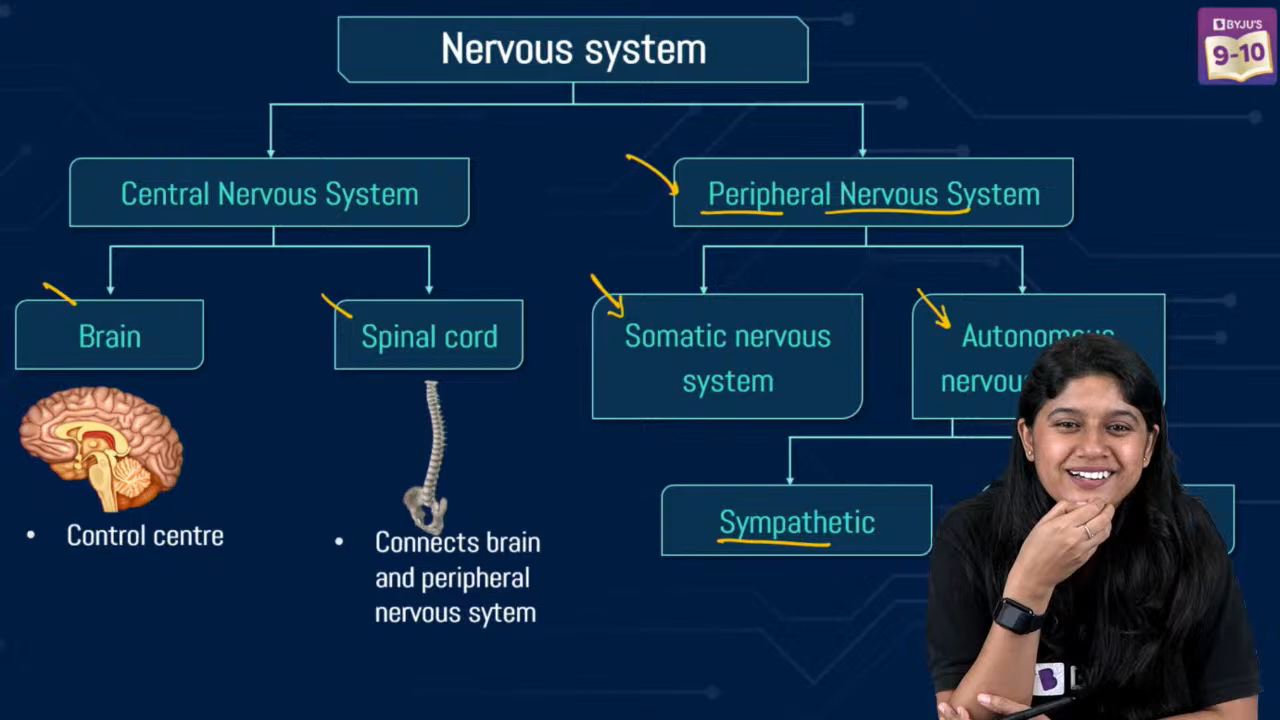 Nervous system
BYJU'S
9-10
Central Nervous System
Peripheral Nervous System
Brain
Spinal cord
Somatic nervous
system
Sympathetic
• Control centre
• Connects brain
and peripheral
nervous sytem